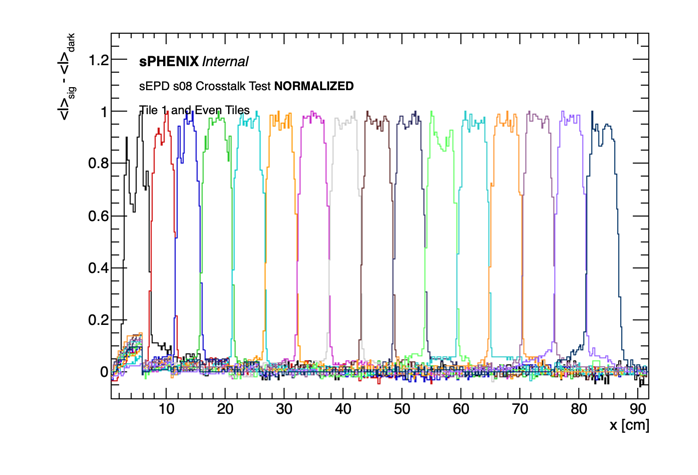 <I>sig - <I>dark
sPHENIX Internal
sEPD s08 Crosstalk Test NORMALIZED
Tile 1 and Even Tiles
1.2
1
0.8
0.6
0.4
0.2
0
10 20 30 40 50 60 70 80 90
x [cm]